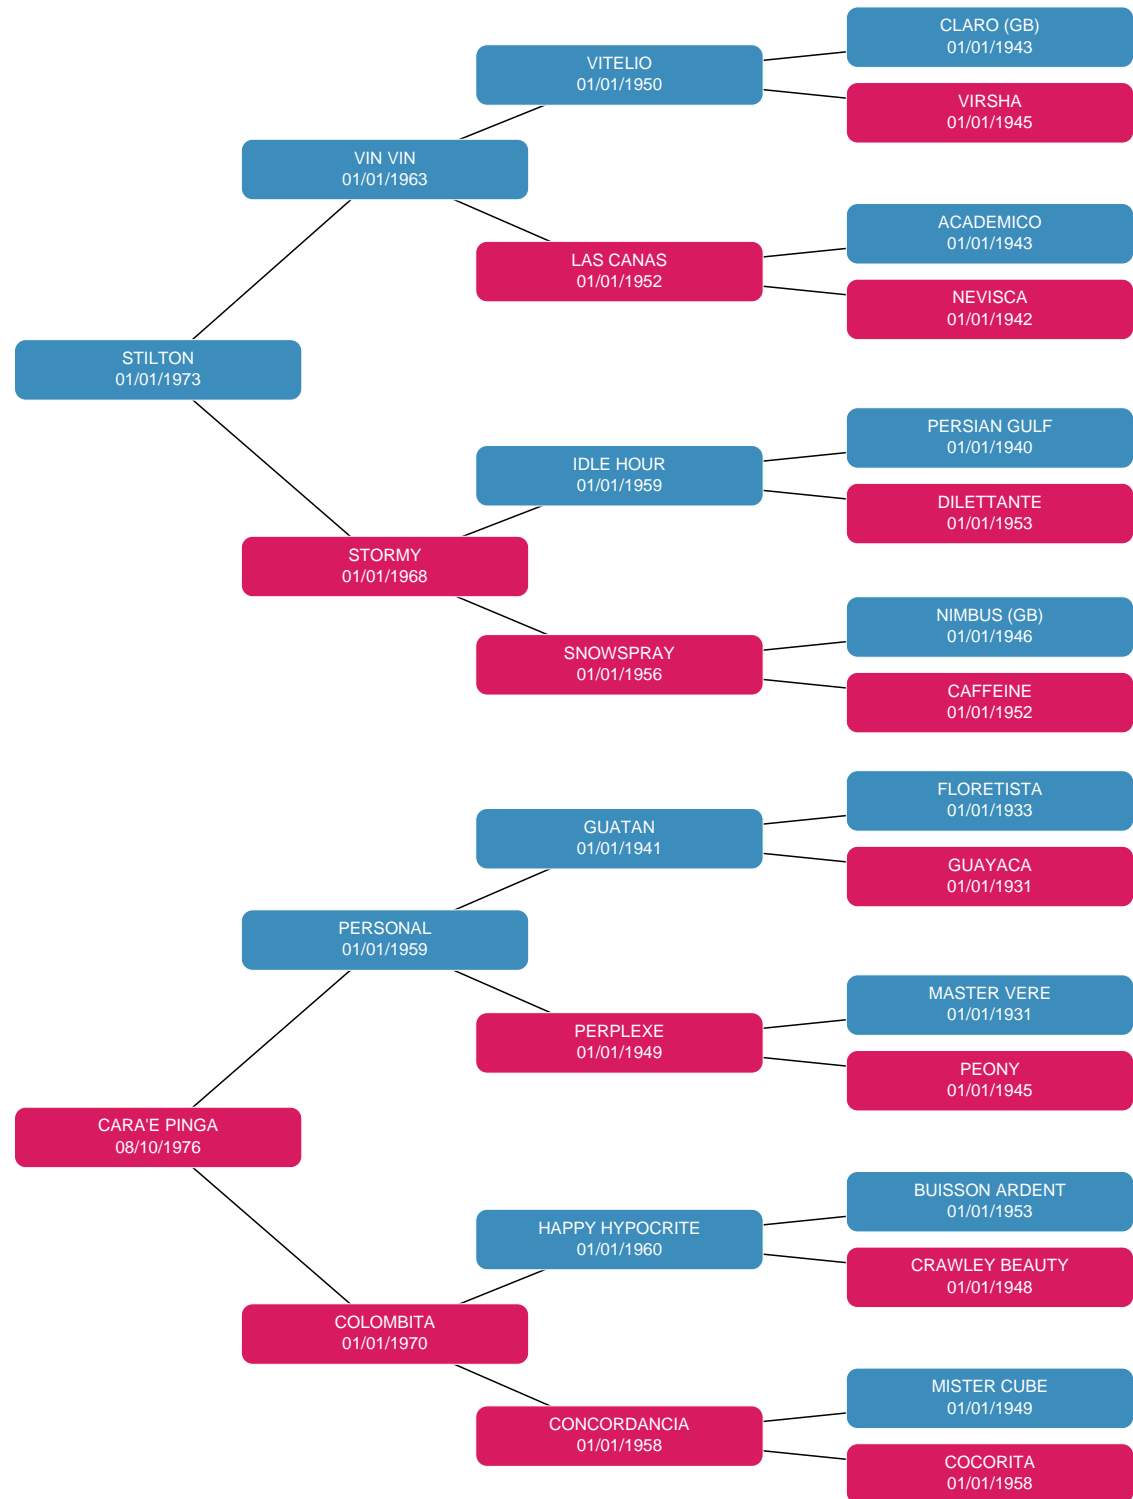 CLARO (GB)
01/01/1943
VITELIO
01/01/1950
VIRSHA
01/01/1945
VIN VIN
01/01/1963
ACADEMICO
01/01/1943
LAS CANAS
01/01/1952
NEVISCA
01/01/1942
STILTON
01/01/1973
PERSIAN GULF
01/01/1940
IDLE HOUR
01/01/1959
DILETTANTE
01/01/1953
STORMY
01/01/1968
NIMBUS (GB)
01/01/1946
SNOWSPRAY
01/01/1956
CAFFEINE
01/01/1952
FLORETISTA
01/01/1933
GUATAN
01/01/1941
GUAYACA
01/01/1931
PERSONAL
01/01/1959
MASTER VERE
01/01/1931
PERPLEXE
01/01/1949
PEONY
01/01/1945
CARA'E PINGA
08/10/1976
BUISSON ARDENT
01/01/1953
HAPPY HYPOCRITE
01/01/1960
CRAWLEY BEAUTY
01/01/1948
COLOMBITA
01/01/1970
MISTER CUBE
01/01/1949
CONCORDANCIA
01/01/1958
COCORITA
01/01/1958